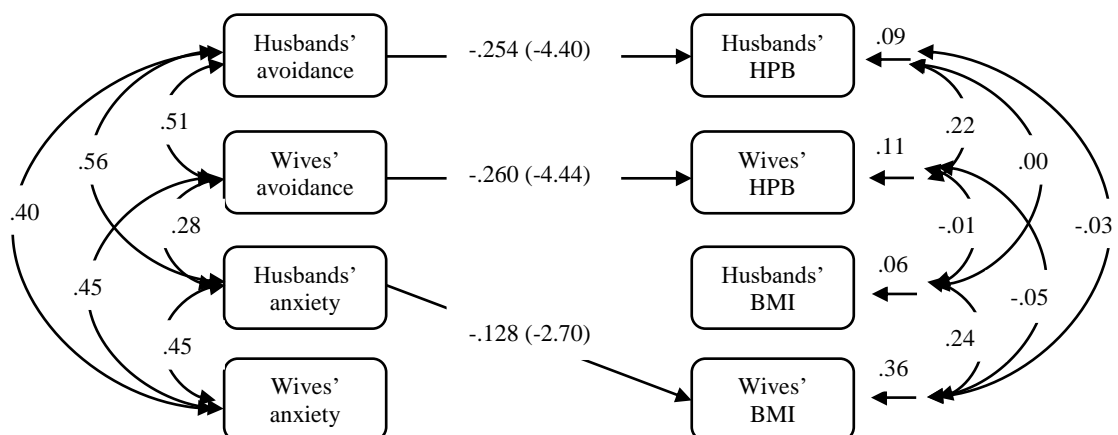 Husbands’
avoidance
-.254 (-4.40)
Husbands’
HPB
.09
.51
.22
.56
Wives’
avoidance
-.260 (-4.44)
Wives’
HPB
.11
.00
.40
.28
-.01
-.03
.45
Husbands’
anxiety
Husbands’
BMI
.06
-.05
.45
-.128 (-2.70)
.24
Wives’
anxiety
Wives’
BMI
.36